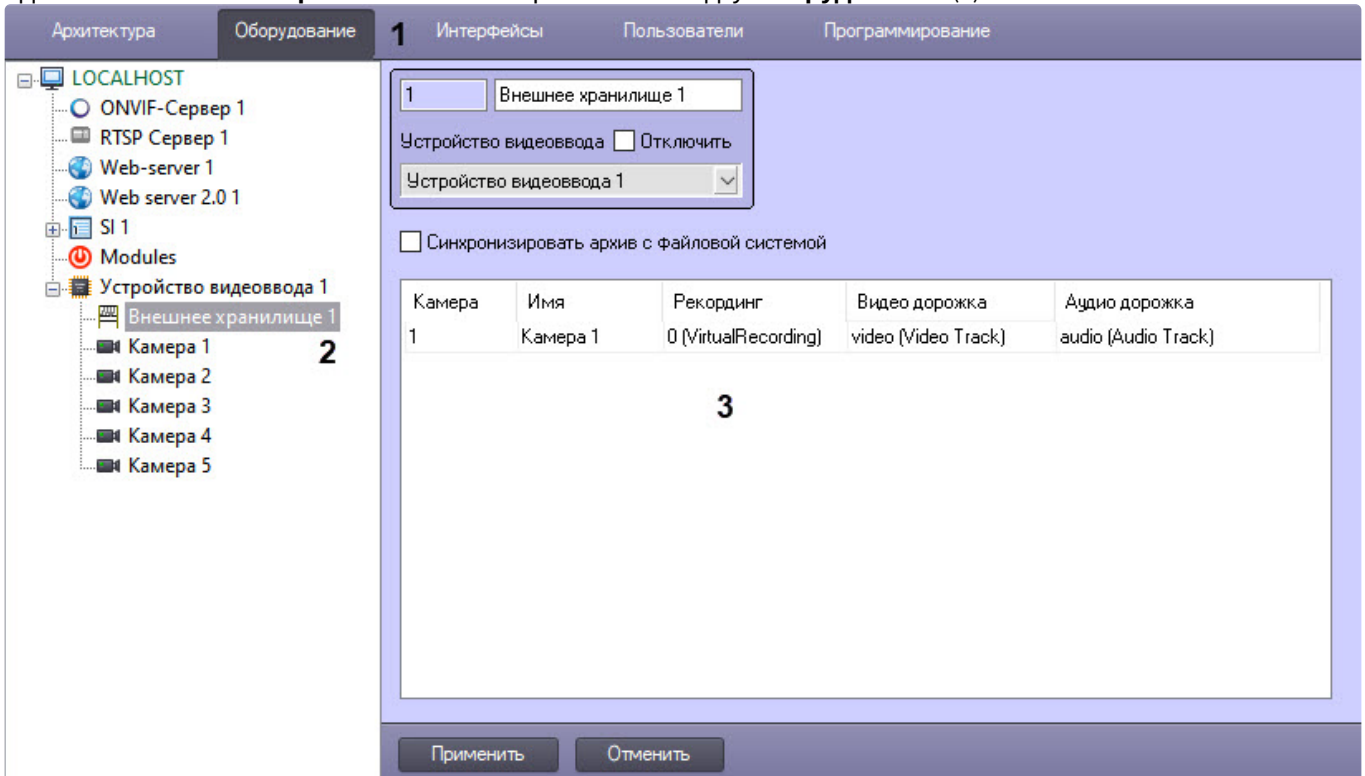 Архитектура Оборудование 1 Интерфейсы Пользователи Программирование
LOCALHOST
ONVIF-Сервер 1
RTSP Сервер 1
Web-server 1
Web server 2.0 1
SI 1
Modules
Устройство видеоввода 1
Внешнее хранилище 1
Камера 1
2
Камера 2
Камера 3
Камера 4
Камера 5
1 Внешнее хранилище 1
Устройство видеоввода Отключить
Устройство видеоввода 1
Синхронизировать архив с файловой системой
Камера Имя Рекординг Видео дорожка Аудио дорожка
1 Камера 1 0 (VirtualRecording) video (Video Track) audio (Audio Track)
3
Применить Отменить